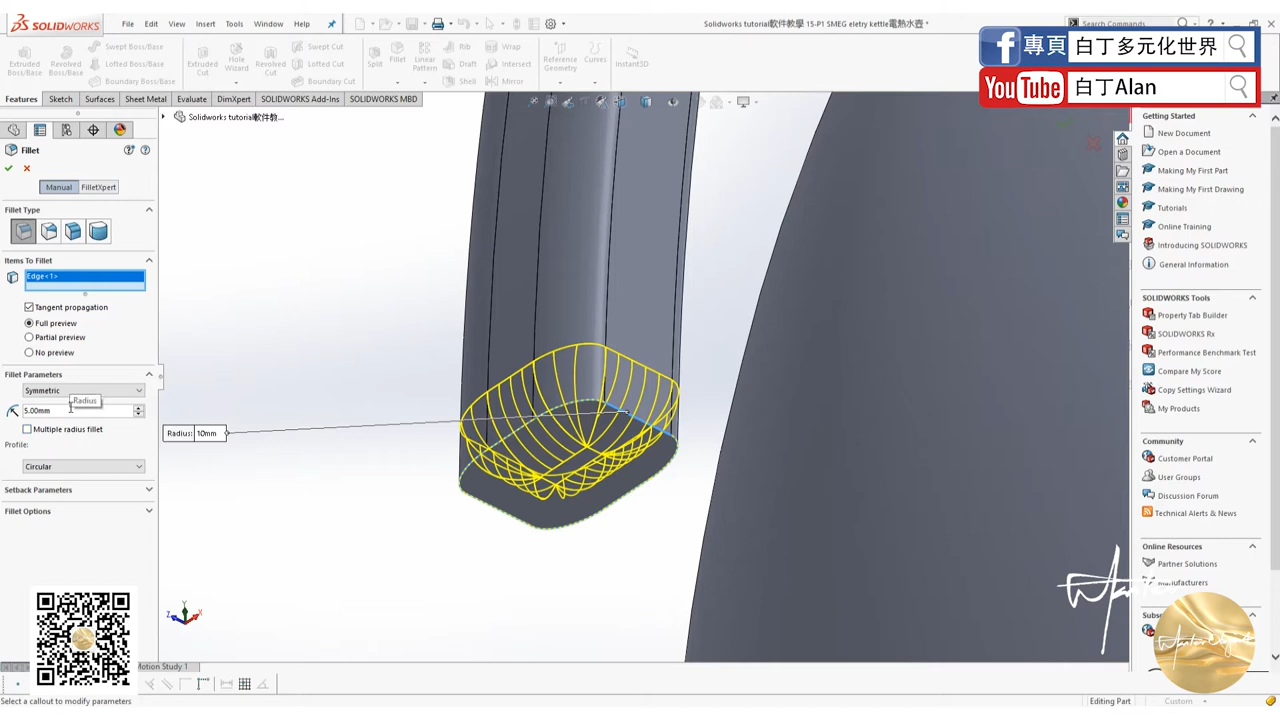 SOLIDWORKS
File Edit View Insert Tools Window Help
Solidworks tutorial軟件教學 15-P1 SMEG eletry kettle電熱水壺 *
Search Commands
專頁 白丁多元化世界
YouTube 白丁Alan
Extruded Boss/Base
Revolved Boss/Base
Swept Boss/Base
Lofted Boss/Base
Boundary Boss/Base
Extruded Cut
Hole Wizard
Revolved Cut
Swept Cut
Lofted Cut
Boundary Cut
Split
Fillet
Linear Pattern
Rib
Draft
Shell
Wrap
Intersect
Mirror
Reference Geometry
Curves
Instant3D
Features Sketch Surfaces Sheet Metal Evaluate DimXpert SOLIDWORKS Add-Ins SOLIDWORKS MBD
Solidworks tutorial軟件教...
Fillet
Manual FilletXpert
Fillet Type
Items To Fillet
Edge<1>
Tangent propagation
Full preview
Partial preview
No preview
Fillet Parameters
Symmetric
Radius
5.00mm
Multiple radius fillet
Profile:
Circular
Setback Parameters
Fillet Options
Radius: 10mm
Y
Z X
Getting Started
New Document
Open a Document
Making My First Part
Making My First Drawing
Tutorials
Online Training
Introducing SOLIDWORKS
General Information
SOLIDWORKS Tools
Property Tab Builder
SOLIDWORKS Rx
Performance Benchmark Test
Compare My Score
Copy Settings Wizard
My Products
Community
Customer Portal
User Groups
Discussion Forum
Technical Alerts & News
Online Resources
Partner Solutions
Manufacturers
Motion Study 1
Select a callout to modify parameters
Editing Part
Custom